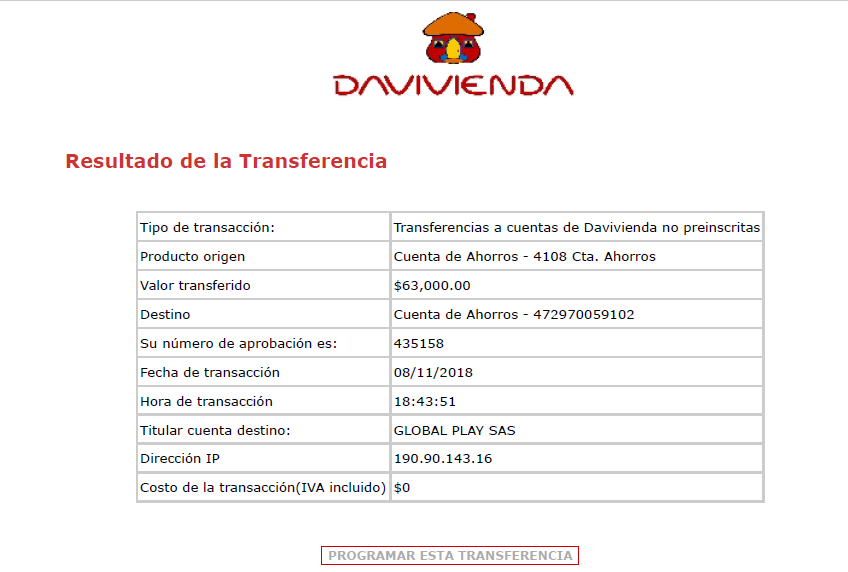 DAVIVIENDA
Resultado de la Transferencia
Tipo de transacción: Transferencias a cuentas de Davivienda no preinscritas
Producto origen Cuenta de Ahorros - 4108 Cta. Ahorros
Valor transferido $63,000.00
Destino Cuenta de Ahorros - 472970059102
Su número de aprobación es: 435158
Fecha de transacción 08/11/2018
Hora de transacción 18:43:51
Titular cuenta destino: GLOBAL PLAY SAS
Dirección IP 190.90.143.16
Costo de la transacción(IVA incluido) $0
PROGRAMAR ESTA TRANSFERENCIA